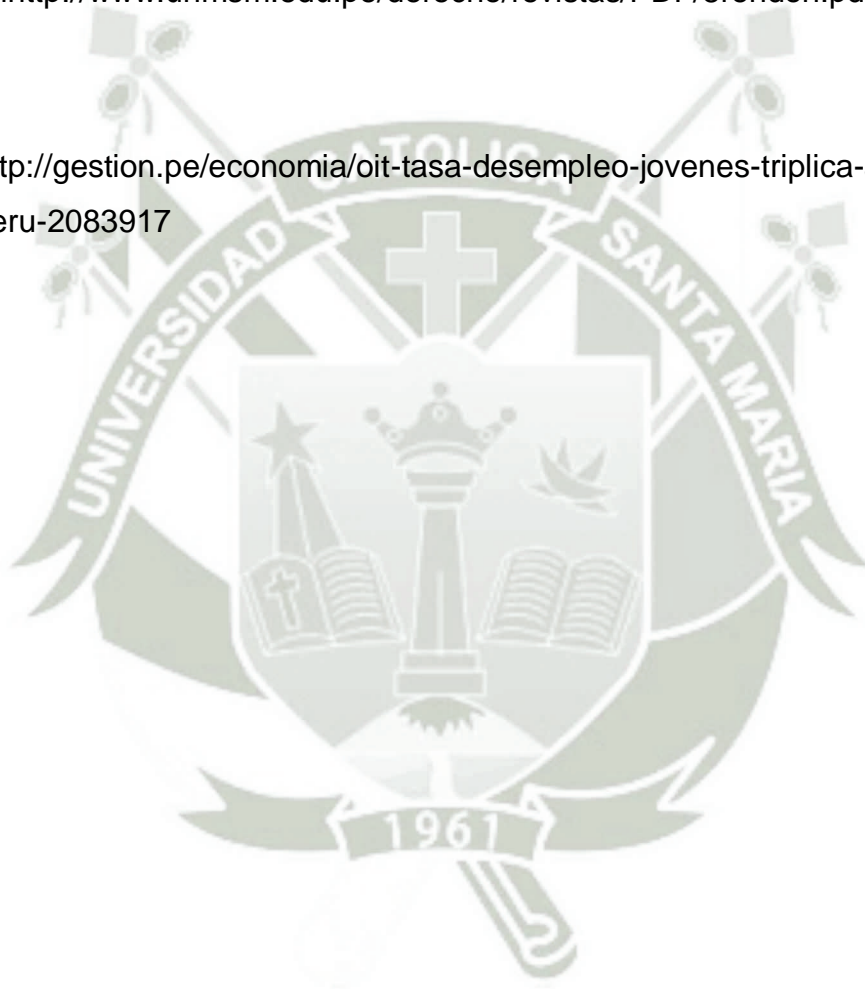 tp://gestion.pe/economia/oit-tasa-desempleo-jovenes-triplica-
eru-2083917
UNIVERSIDAD CATOLICA SANTA MARIA
1961